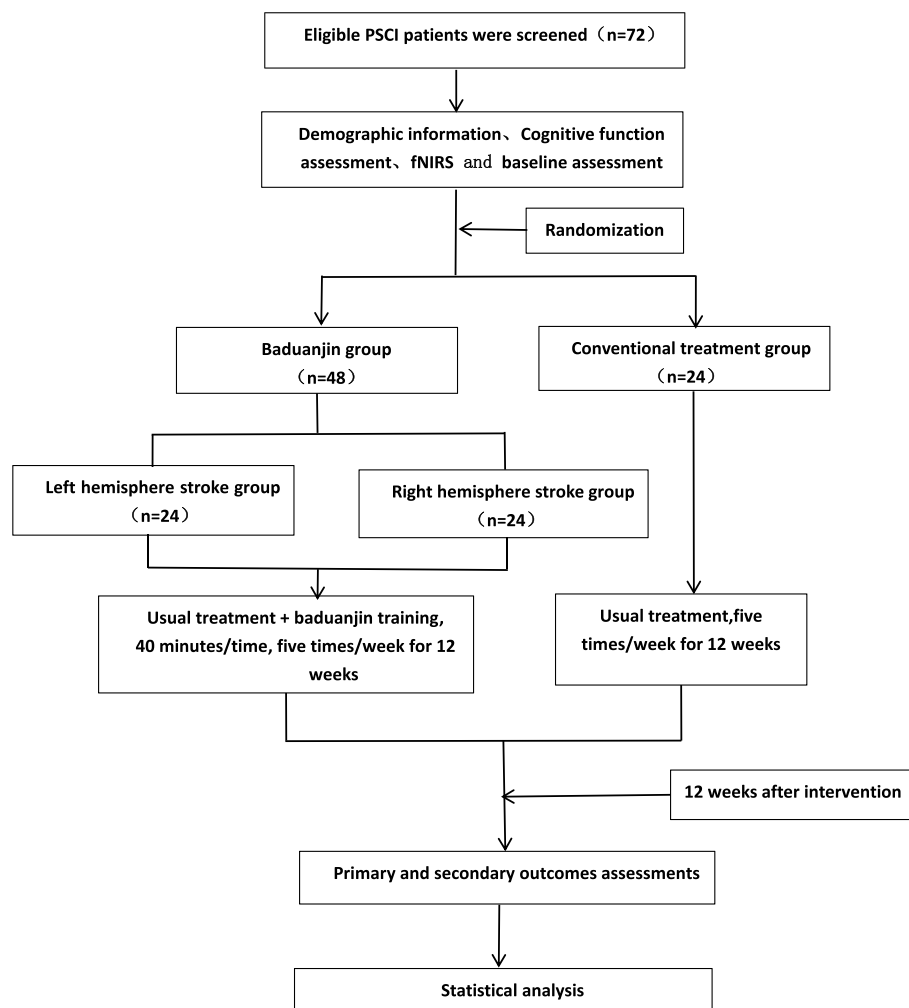 Eligible PSCI patients were screened（n=72）
Demographic information、Cognitive function
assessment、fNIRS and baseline assessment
Randomization
Baduanjin group
（n=48）
Conventional treatment group
（n=24）
Left hemisphere stroke group
（n=24）
Right hemisphere stroke group
（n=24）
Usual treatment + baduanjin training,
40 minutes/time, five times/week for 12
weeks
Usual treatment,five
times/week for 12 weeks
12 weeks after intervention
Primary and secondary outcomes assessments
Statistical analysis